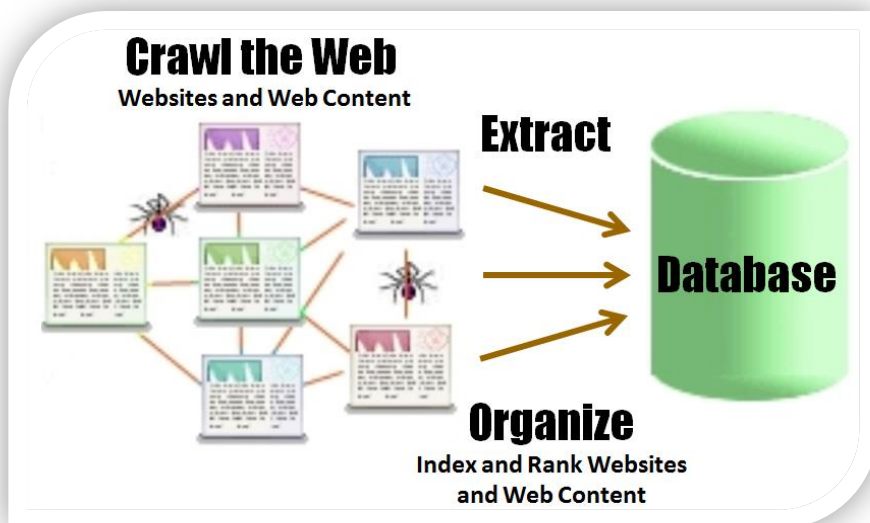 Crawl the Web
Websites and Web Content
Extract
Database
Organize
Index and Rank Websites
and Web Content